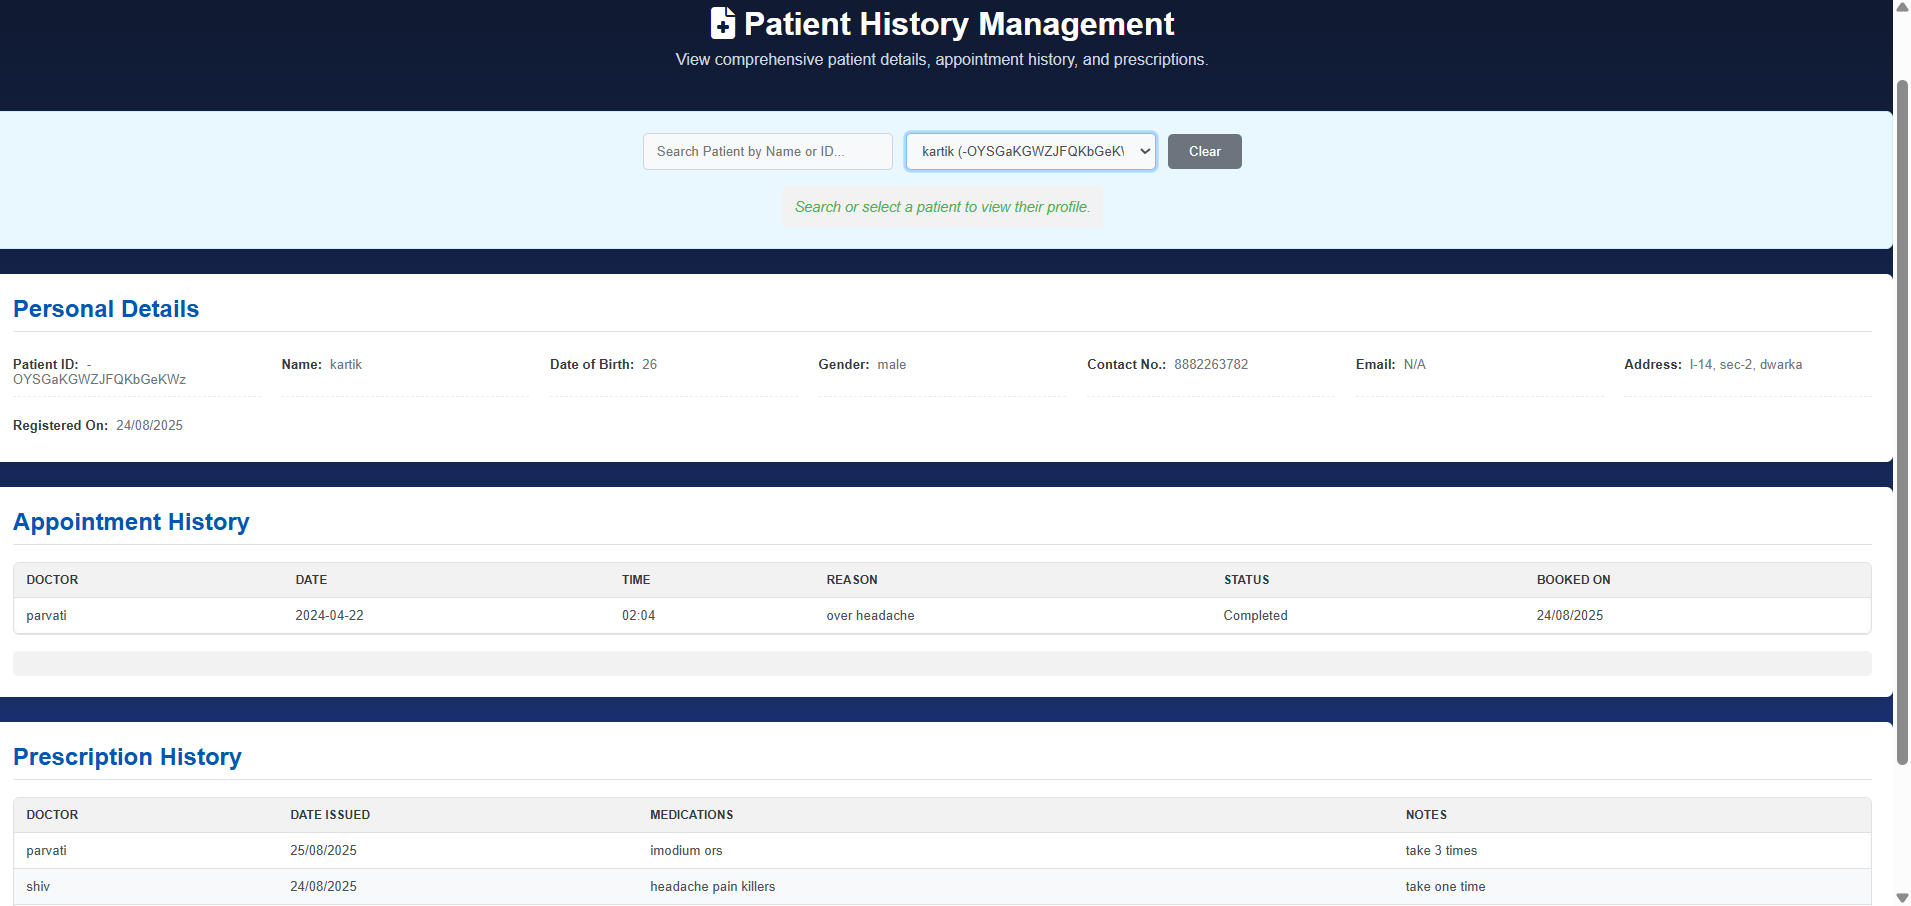 Patient History Management
View comprehensive patient details, appointment history, and prescriptions.
Search Patient by Name or ID... kartik (-OYSGaKGWZJFQKbGeKW Clear
Search or select a patient to view their profile.
Personal Details
Patient ID: -OYSGaKGWZJFQKbGeKWz
Name: kartik
Date of Birth: 26
Gender: male
Contact No.: 8882263782
Email: N/A
Address: l-14, sec-2, dwarka
Registered On: 24/08/2025
Appointment History
DOCTOR DATE TIME REASON STATUS BOOKED ON
parvati 2024-04-22 02:04 over headache Completed 24/08/2025
Prescription History
DOCTOR DATE ISSUED MEDICATIONS NOTES
parvati 25/08/2025 imodium ors take 3 times
shiv 24/08/2025 headache pain killers take one time